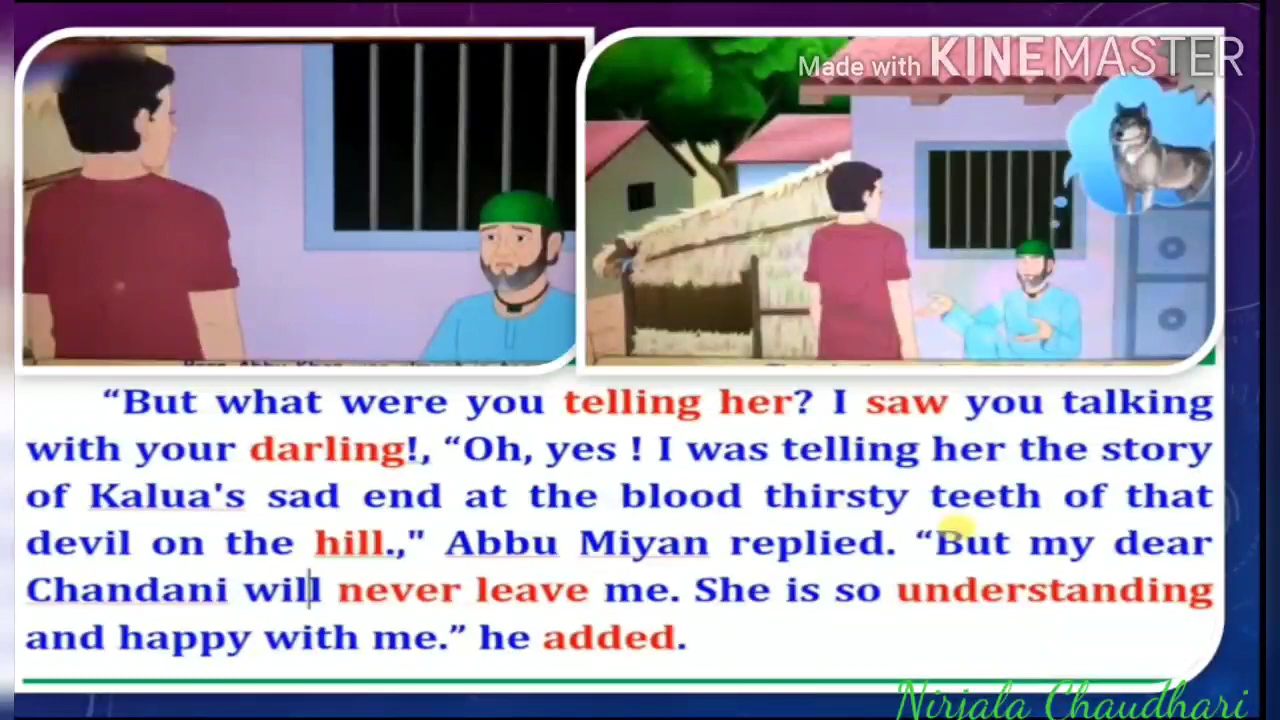 Made with KINEMASTER
“But what were you telling her? I saw you talking
with your darling!, “Oh, yes ! I was telling her the story
of Kalua's sad end at the blood thirsty teeth of that
devil on the hill.," Abbu Miyan replied. “But my dear
Chandani will never leave me. She is so understanding
and happy with me.” he added.
Nirjala Chaudhari